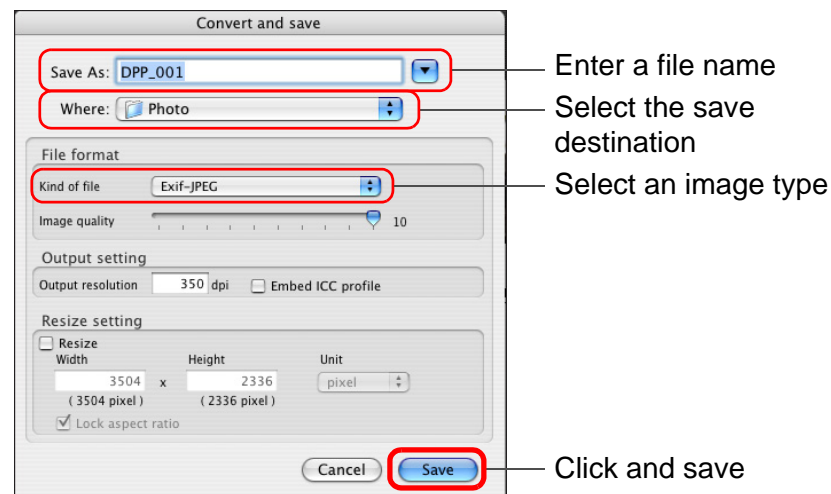 Convert and save
Save As: DPP_001
Enter a file name
Where: Photo
Select the save
destination
File format
Kind of file Exif-JPEG
Select an image type
Image quality 10
Output setting
Output resolution 350 dpi Embed ICC profile
Resize setting
Resize
Width Height Unit
3504 x 2336 pixel
( 3504 pixel ) ( 2336 pixel )
Lock aspect ratio
Cancel Save
Click and save